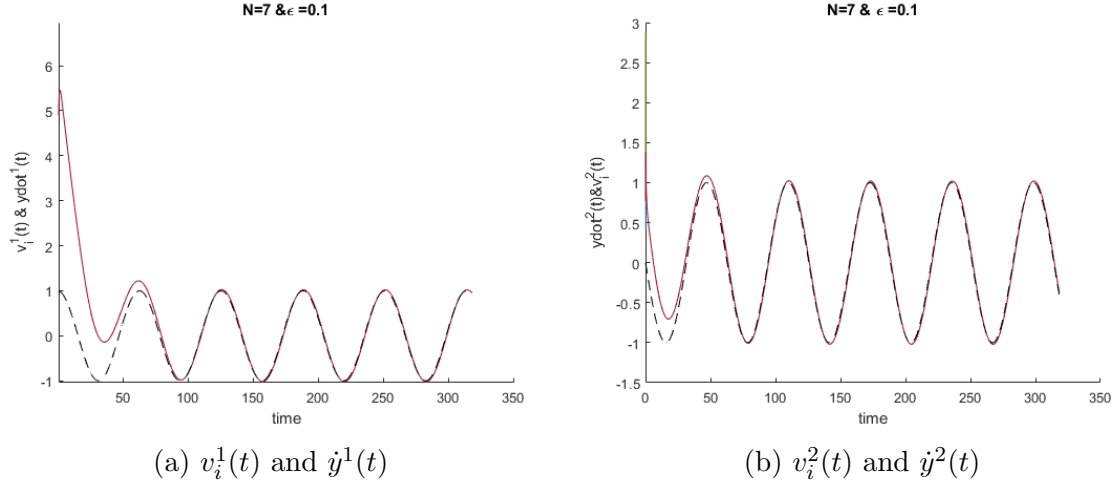 N=7 &ϵ =0.1
v_i^1(t) & ydot^1(t)
6
5
4
3
2
1
0
-1
50 100 150 200 250 300 350
time
(a) v_i^1(t) and ẏ^1(t)
N=7 & ϵ =0.1
ydot^2(t)&v_i^2(t)
3
2.5
2
1.5
1
0.5
0
-0.5
-1
-1.5
0 50 100 150 200 250 300 350
time
(b) v_i^2(t) and ẏ^2(t)